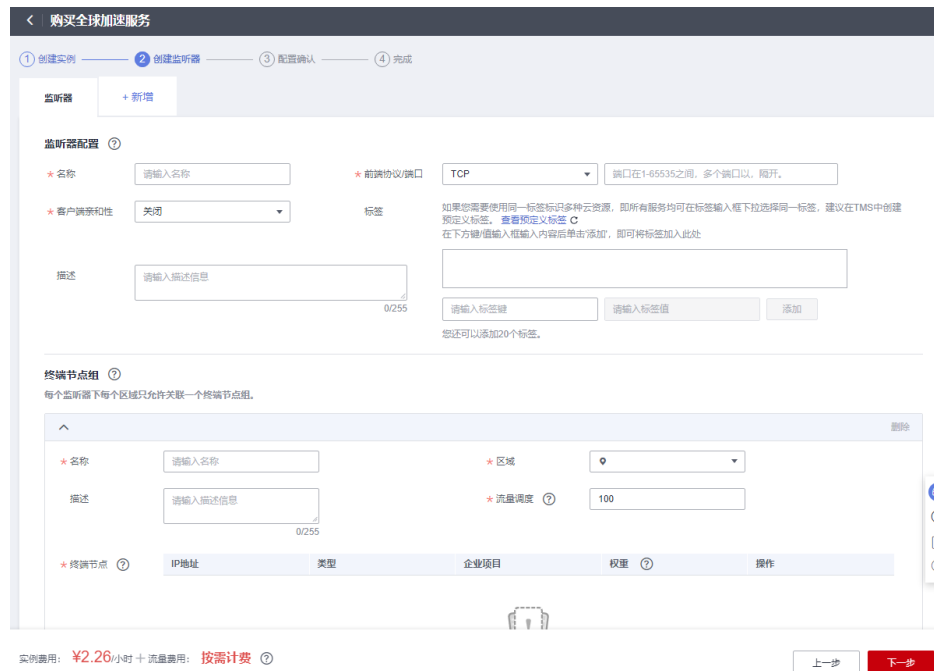 购买全球加速服务
1 创建实例 2 创建监听器 3 配置确认 4 完成
监听器 + 新增
监听器配置 ?
* 名称 请输入名称 * 前端协议/端口 TCP 端口在1-65535之间，多个端口以, 隔开。
* 客户端亲和性 关闭 标签 如果您需要使用同一标签标识多种云资源，即所有服务均可在标签输入框下拉选择同一标签，建议在TMS中创建
预定义标签。 查看预定义标签
在下方键/值输入框输入内容后单击'添加'，即可将标签加入此处
描述 请输入描述信息
0/255 请输入标签键 请输入标签值 添加
您还可以添加20个标签。
终端节点组 ?
每个监听器下每个区域只允许关联一个终端节点组。
删除
* 名称 请输入名称 * 区域
描述 请输入描述信息 * 流量调度 ? 100
0/255
* 终端节点 ? IP地址 类型 企业项目 权重 ? 操作
实例费用: ¥2.26/小时 + 流量费用: 按需计费 ? 上一步 下一步